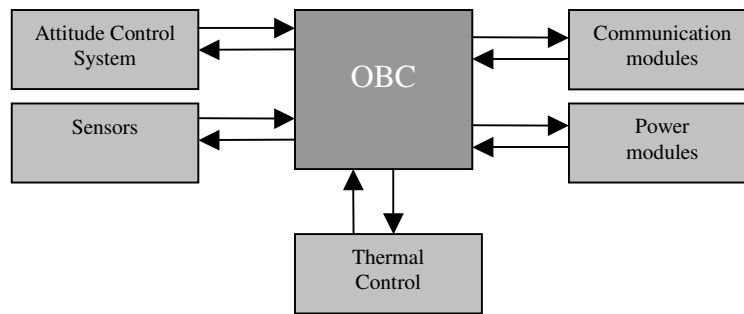 Attitude Control
System
OBC
Communication
modules
Sensors
Power
modules
Thermal
Control